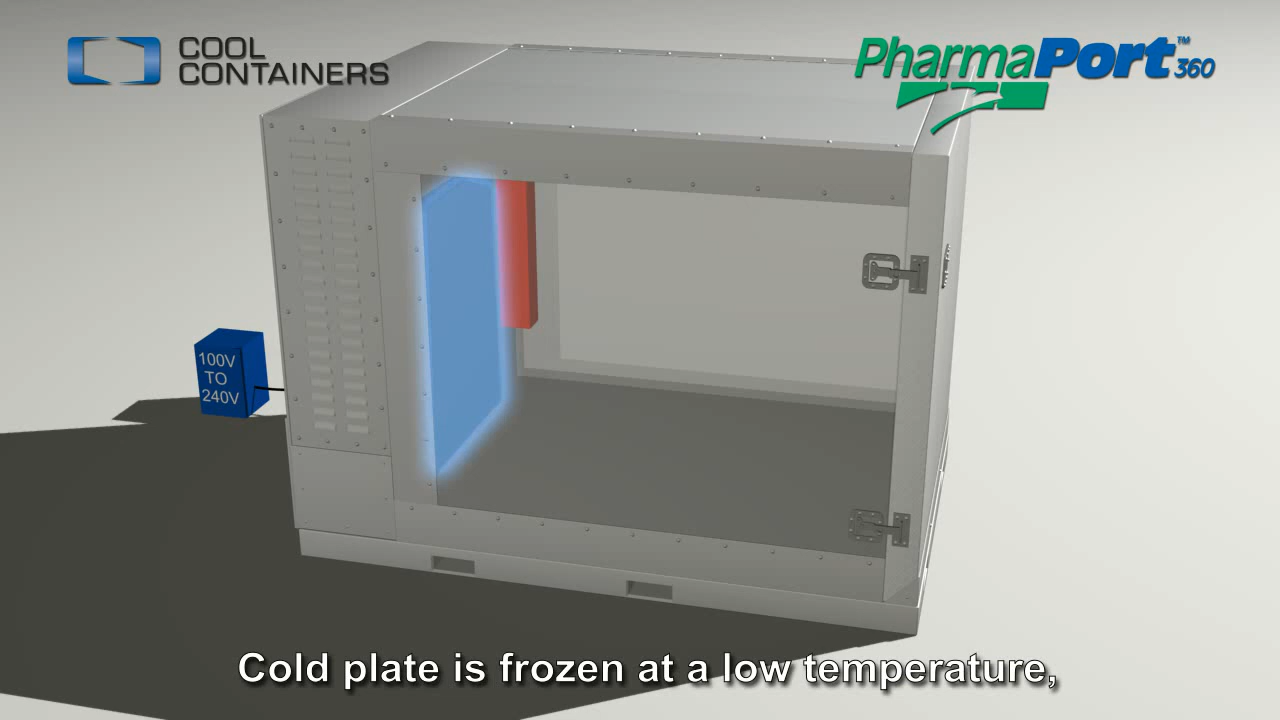 COOL
CONTAINERS
PharmaPort™ 360
100V
TO
240V
Cold plate is frozen at a low temperature,